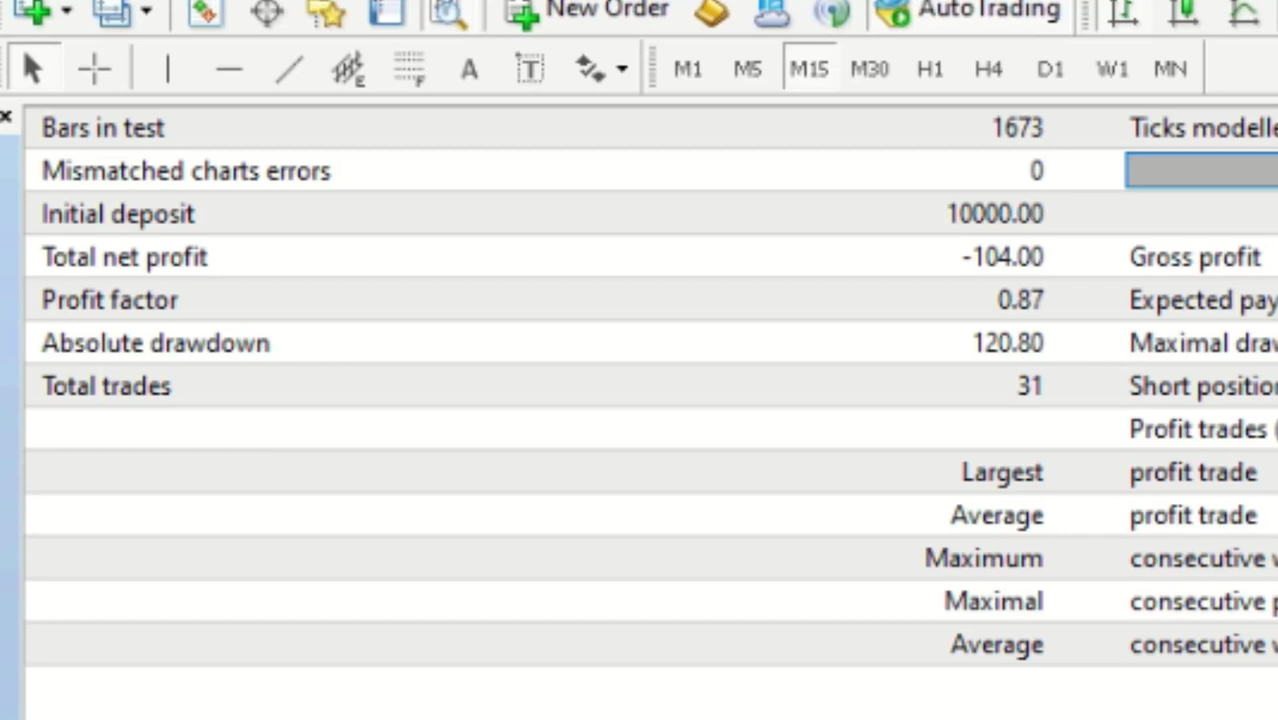 New Order AutoTrading
A T M1 M5 M15 M30 H1 H4 D1 W1 MN
Bars in test 1673 Ticks modelle
Mismatched charts errors 0
Initial deposit 10000.00
Total net profit -104.00 Gross profit
Profit factor 0.87 Expected pay
Absolute drawdown 120.80 Maximal draw
Total trades 31 Short position
Profit trades (
Largest profit trade
Average profit trade
Maximum consecutive w
Maximal consecutive p
Average consecutive w